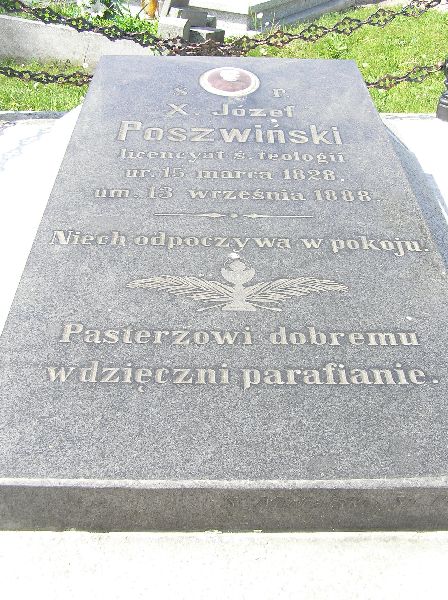 Ś P
X. Józef
Poszwiński
licencyat ś. teologii
ur. 15 marca 1828.
um. 13 września 1888
Niech odpoczywa w pokoju.
Pasterzowi dobremu
wdzięczni parafianie.